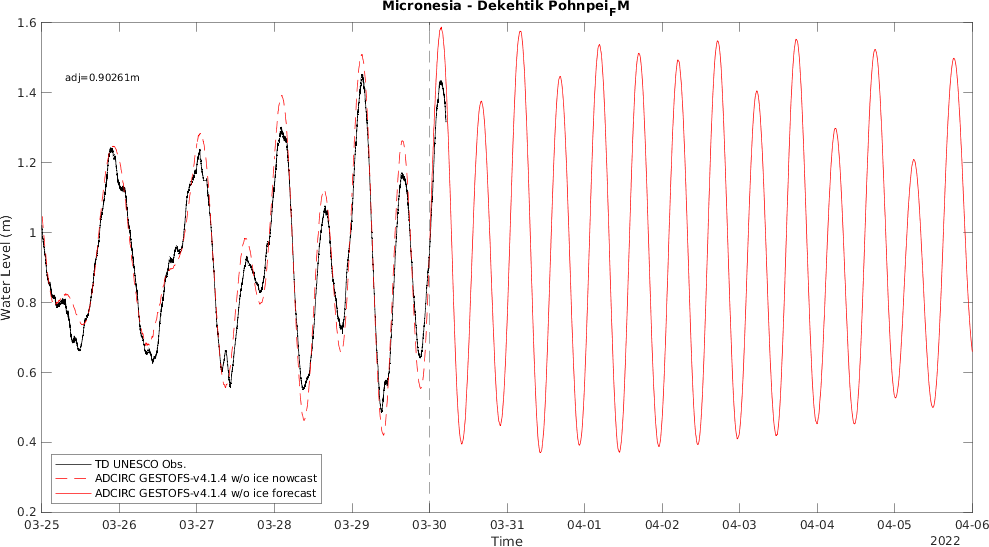 Micronesia - Dekehtik PohnpeiFM
1.6
adj=0.90261m
1.4
1.2
1
0.8
0.6
0.4
0.2
Water Level (m)
TD UNESCO Obs.
ADCIRC GESTOFS-v4.1.4 w/o ice nowcast
ADCIRC GESTOFS-v4.1.4 w/o ice forecast
03-25 03-26 03-27 03-28 03-29 03-30 03-31 04-01 04-02 04-03 04-04 04-05 04-06
Time
2022